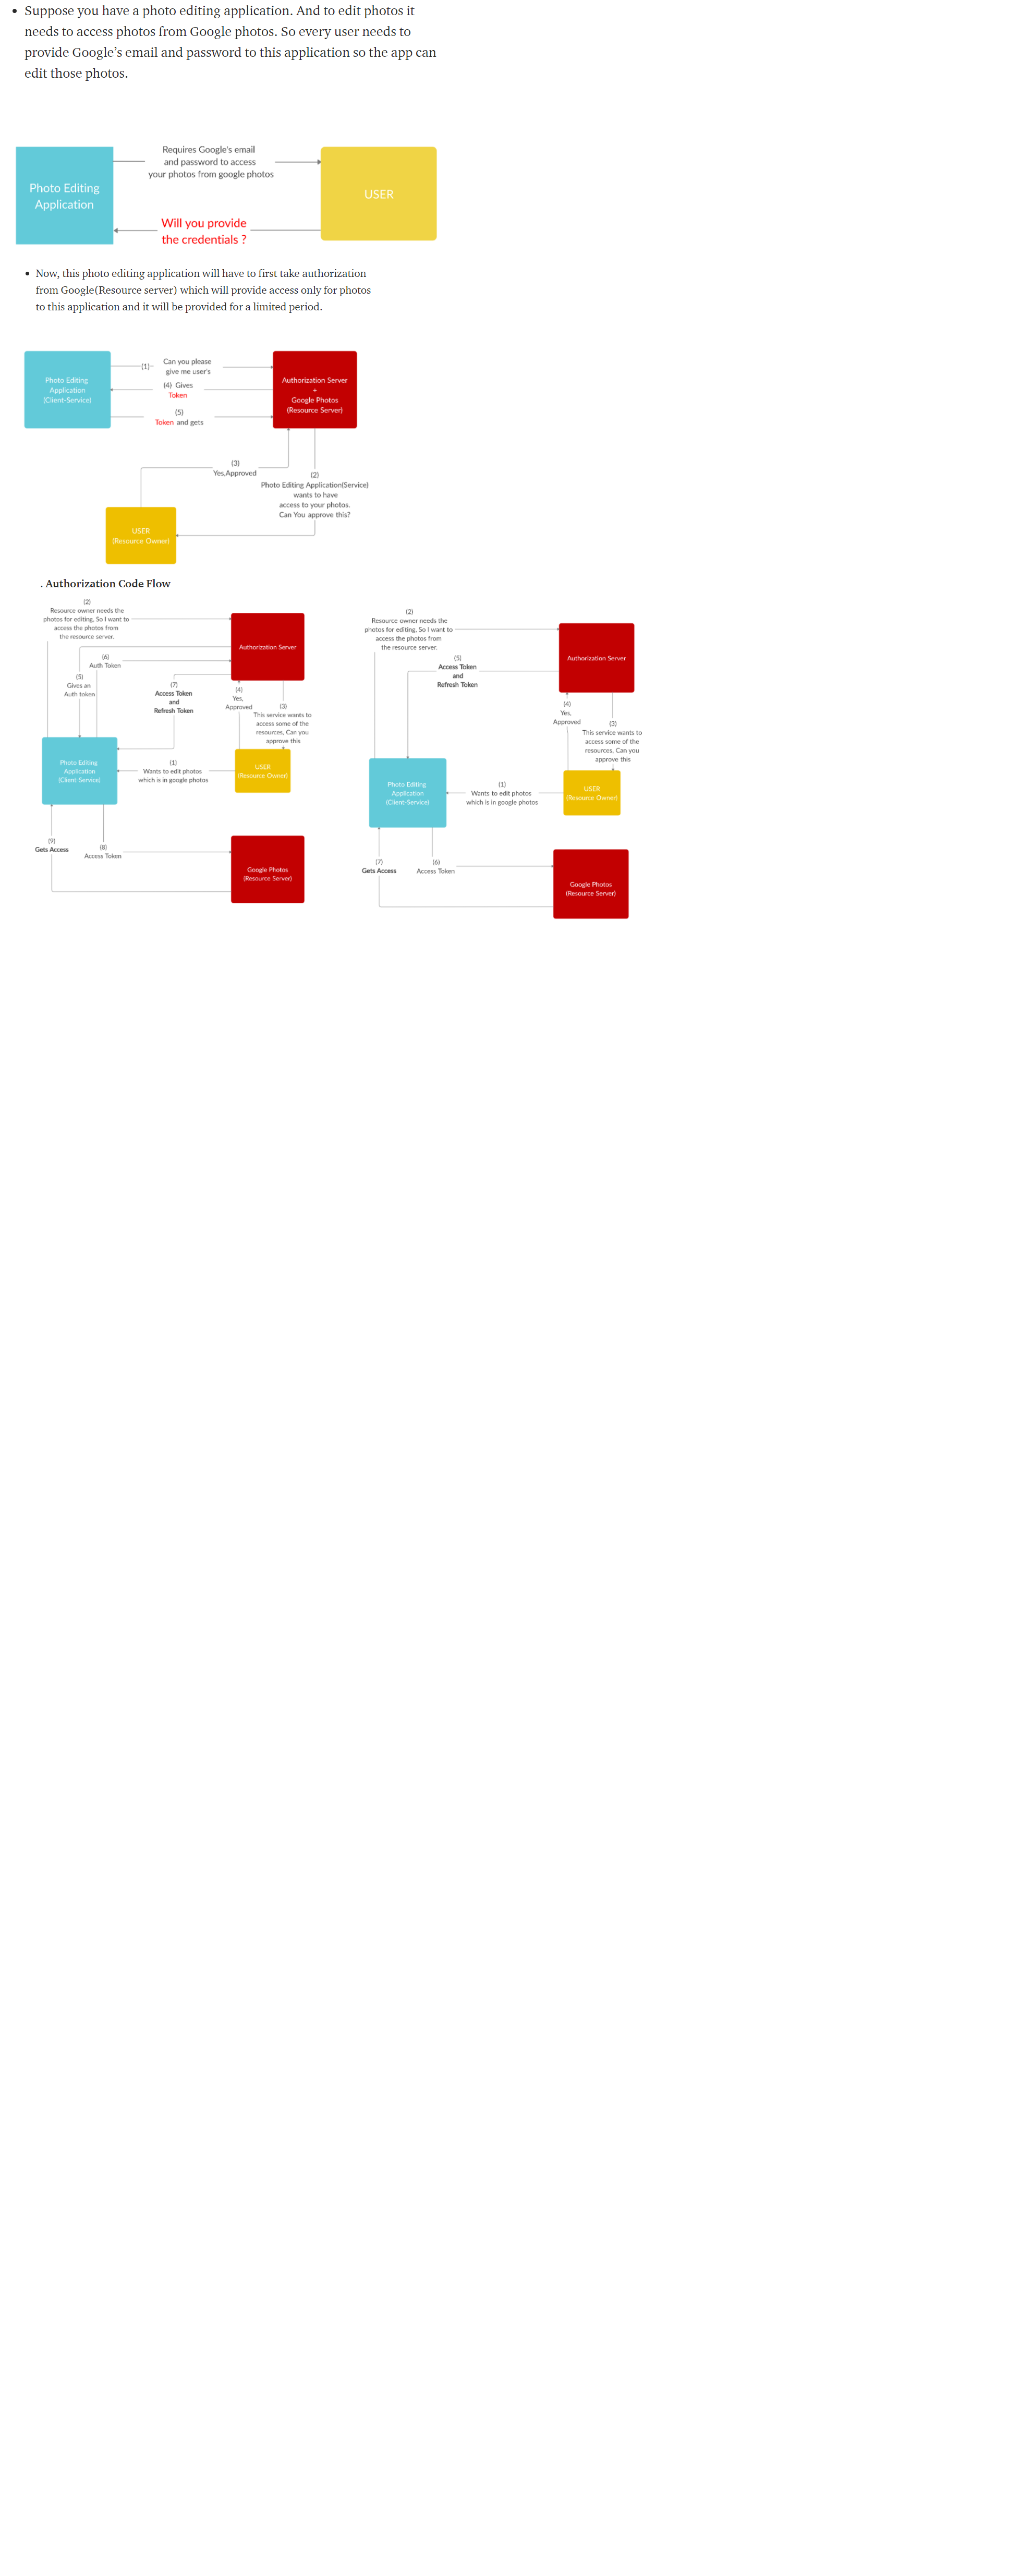 Suppose you have a photo editing application. And to edit photos it
needs to access photos from Google photos. So every user needs to
provide Google’s email and password to this application so the app can
edit those photos.
Requires Google's email
and password to access
your photos from google photos
Photo Editing
Application
USER
Will you provide
the credentials ?
Now, this photo editing application will have to first take authorization
from Google(Resource server) which will provide access only for photos
to this application and it will be provided for a limited period.
(1)
Can you please
give me user's
Photo Editing
Application
(Client-Service)
(4) Gives
Token
(5)
Token and gets
Authorization Server
+
Google Photos
(Resource Server)
(3)
Yes,Approved
(2)
Photo Editing Application(Service)
wants to have
access to your photos.
Can You approve this?
USER
(Resource Owner)
. Authorization Code Flow
(2)
Resource owner needs the
photos for editing, So I want to
access the photos from
the resource server.
Authorization Server
(6)
Auth Token
(5)
Gives an
Auth token
(7)
Access Token
and
Refresh Token
(4)
Yes,
Approved
(3)
This service wants to
access some of the
resources, Can you
approve this
Photo Editing
Application
(Client-Service)
(1)
Wants to edit photos
which is in google photos
USER
(Resource Owner)
(9)
Gets Access
(8)
Access Token
Google Photos
(Resource Server)
(2)
Resource owner needs the
photos for editing, So I want to
access the photos from
the resource server.
Authorization Server
(5)
Access Token
and
Refresh Token
(4)
Yes,
Approved
(3)
This service wants to
access some of the
resources, Can you
approve this
Photo Editing
Application
(Client-Service)
(1)
Wants to edit photos
which is in google photos
USER
(Resource Owner)
(7)
Gets Access
(6)
Access Token
Google Photos
(Resource Server)